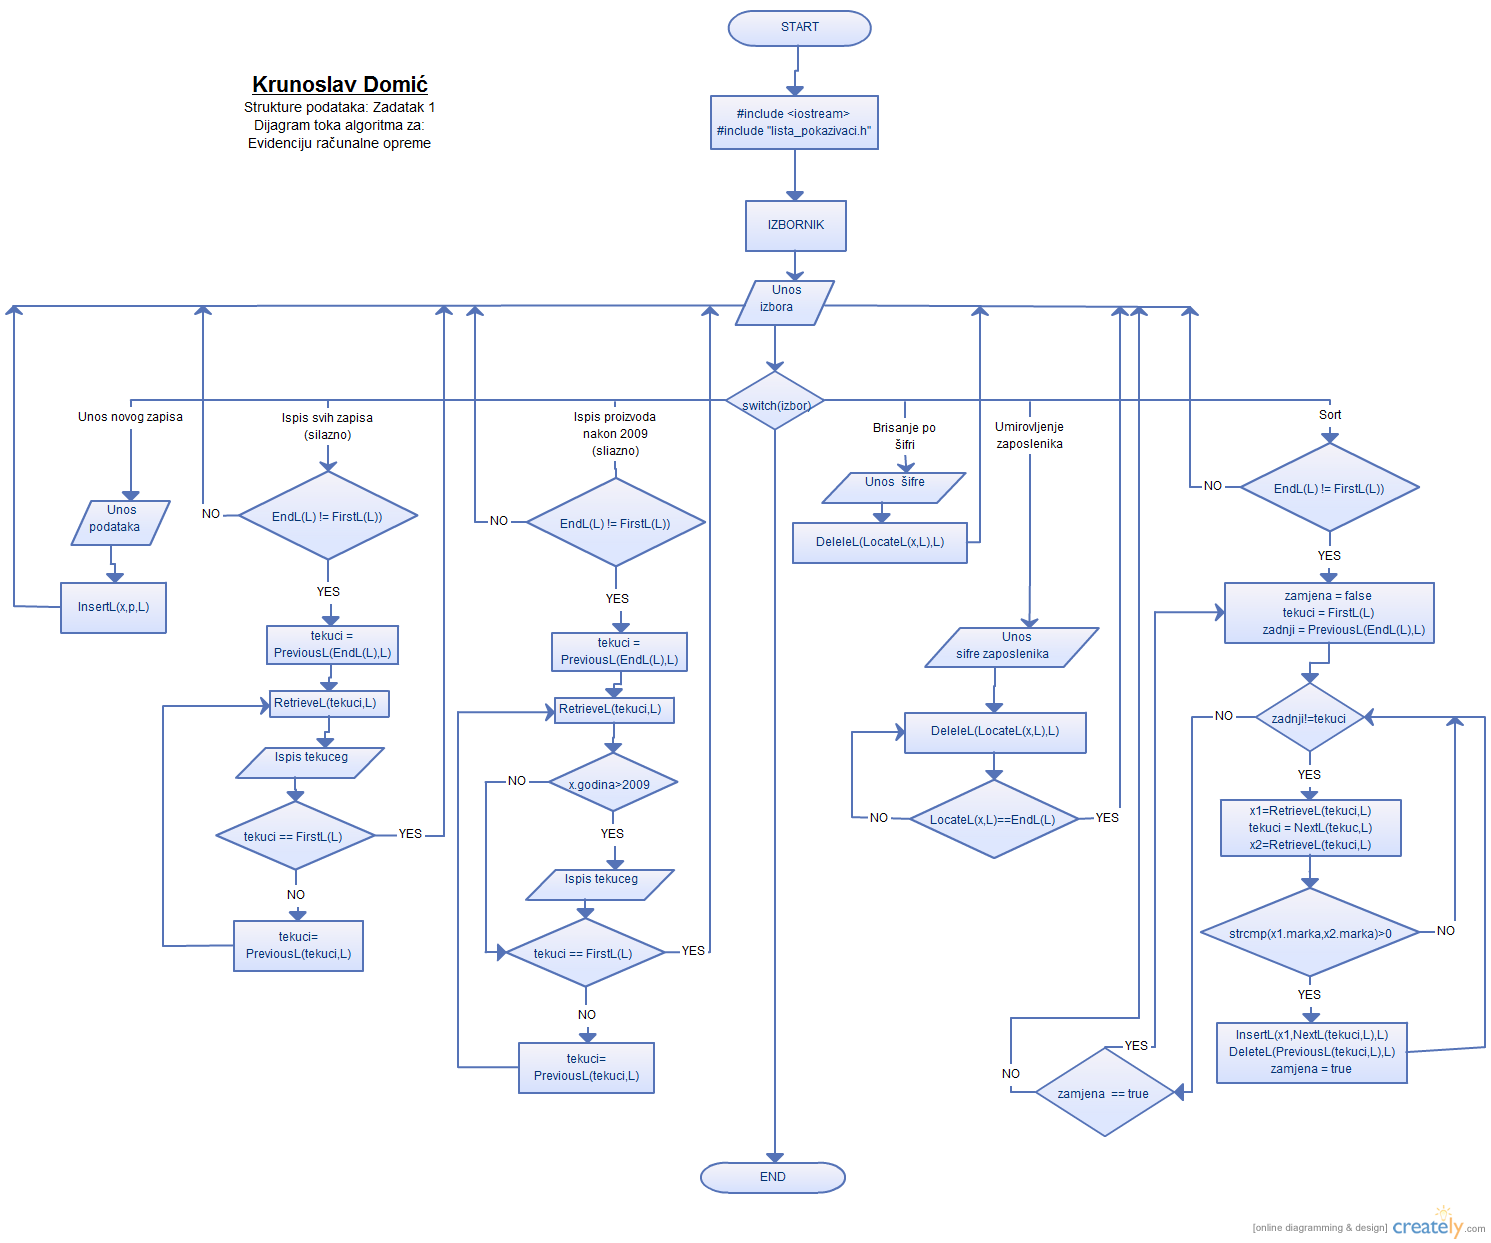 START
Krunoslav Domić
Strukture podataka: Zadatak 1
Dijagram toka algoritma za:
Evidenciju računalne opreme
#include <iostream>
#include "lista_pokazivaci.h"
IZBORNIK
Unos
izbora
switch(izbor)
Unos novog zapisa
Unos
podataka
InsertL(x,p,L)
Ispis svih zapisa
(silazno)
EndL(L) != FirstL(L))
NO
YES
tekuci =
PreviousL(EndL(L),L)
RetrieveL(tekuci,L)
Ispis tekuceg
tekuci == FirstL(L)
YES
NO
tekuci=
PreviousL(tekuci,L)
Ispis proizvoda
nakon 2009
(sliazno)
EndL(L) != FirstL(L))
NO
YES
tekuci =
PreviousL(EndL(L),L)
RetrieveL(tekuci,L)
x.godina>2009
NO
YES
Ispis tekuceg
tekuci == FirstL(L)
YES
NO
tekuci=
PreviousL(tekuci,L)
Brisanje po
šifri
Unos  šifre
DeleleL(LocateL(x,L),L)
Umirovljenje
zaposlenika
Unos
sifre zaposlenika
DeleleL(LocateL(x,L),L)
LocateL(x,L)==EndL(L)
NO
YES
Sort
EndL(L) != FirstL(L))
NO
YES
zamjena = false
tekuci = FirstL(L)
zadnji = PreviousL(EndL(L),L)
zadnji!=tekuci
NO
YES
x1=RetrieveL(tekuci,L)
tekuci = NextL(tekuc,L)
x2=RetrieveL(tekuci,L)
strcmp(x1.marka,x2.marka)>0
NO
YES
InsertL(x1,NextL(tekuci,L),L)
DeleteL(PreviousL(tekuci,L),L)
zamjena = true
zamjena  == true
YES
NO
END
[online diagramming & design] creately.com